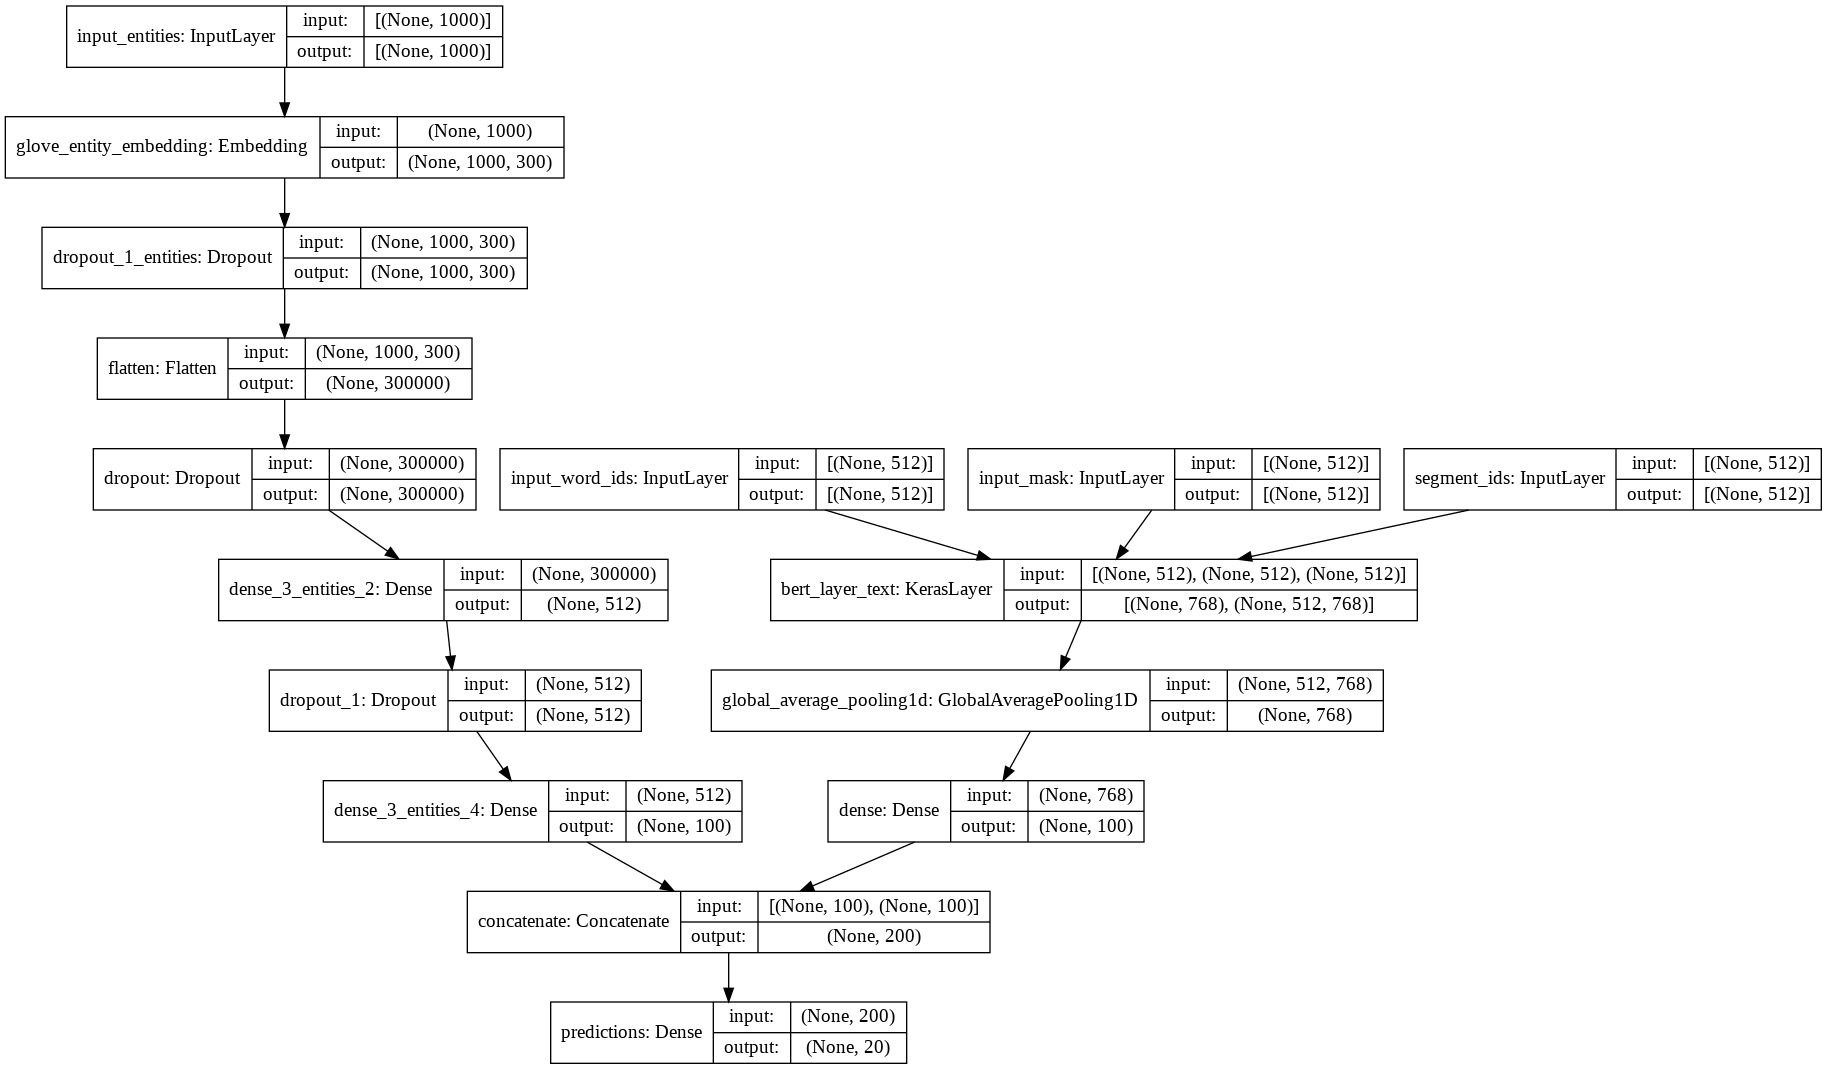 input_entities: InputLayer
input: [(None, 1000)]
output: [(None, 1000)]
glove_entity_embedding: Embedding
input: (None, 1000)
output: (None, 1000, 300)
dropout_1_entities: Dropout
input: (None, 1000, 300)
output: (None, 1000, 300)
flatten: Flatten
input: (None, 1000, 300)
output: (None, 300000)
dropout: Dropout
input: (None, 300000)
output: (None, 300000)
input_word_ids: InputLayer
input: [(None, 512)]
output: [(None, 512)]
input_mask: InputLayer
input: [(None, 512)]
output: [(None, 512)]
segment_ids: InputLayer
input: [(None, 512)]
output: [(None, 512)]
dense_3_entities_2: Dense
input: (None, 300000)
output: (None, 512)
bert_layer_text: KerasLayer
input: [(None, 512), (None, 512), (None, 512)]
output: [(None, 768), (None, 512, 768)]
dropout_1: Dropout
input: (None, 512)
output: (None, 512)
global_average_pooling1d: GlobalAveragePooling1D
input: (None, 512, 768)
output: (None, 768)
dense_3_entities_4: Dense
input: (None, 512)
output: (None, 100)
dense: Dense
input: (None, 768)
output: (None, 100)
concatenate: Concatenate
input: [(None, 100), (None, 100)]
output: (None, 200)
predictions: Dense
input: (None, 200)
output: (None, 20)